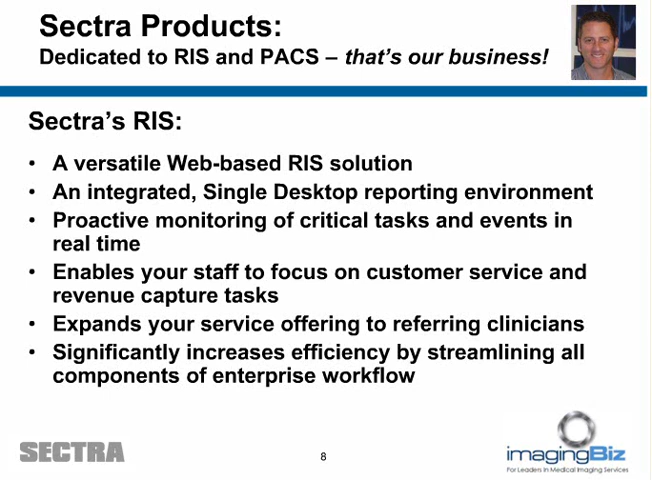 Sectra Products:
Dedicated to RIS and PACS – that's our business!
Sectra's RIS:
• A versatile Web-based RIS solution
• An integrated, Single Desktop reporting environment
• Proactive monitoring of critical tasks and events in
real time
• Enables your staff to focus on customer service and
revenue capture tasks
• Expands your service offering to referring clinicians
• Significantly increases efficiency by streamlining all
components of enterprise workflow
SECTRA
8
imagingBiz
For Leaders in Medical Imaging Services